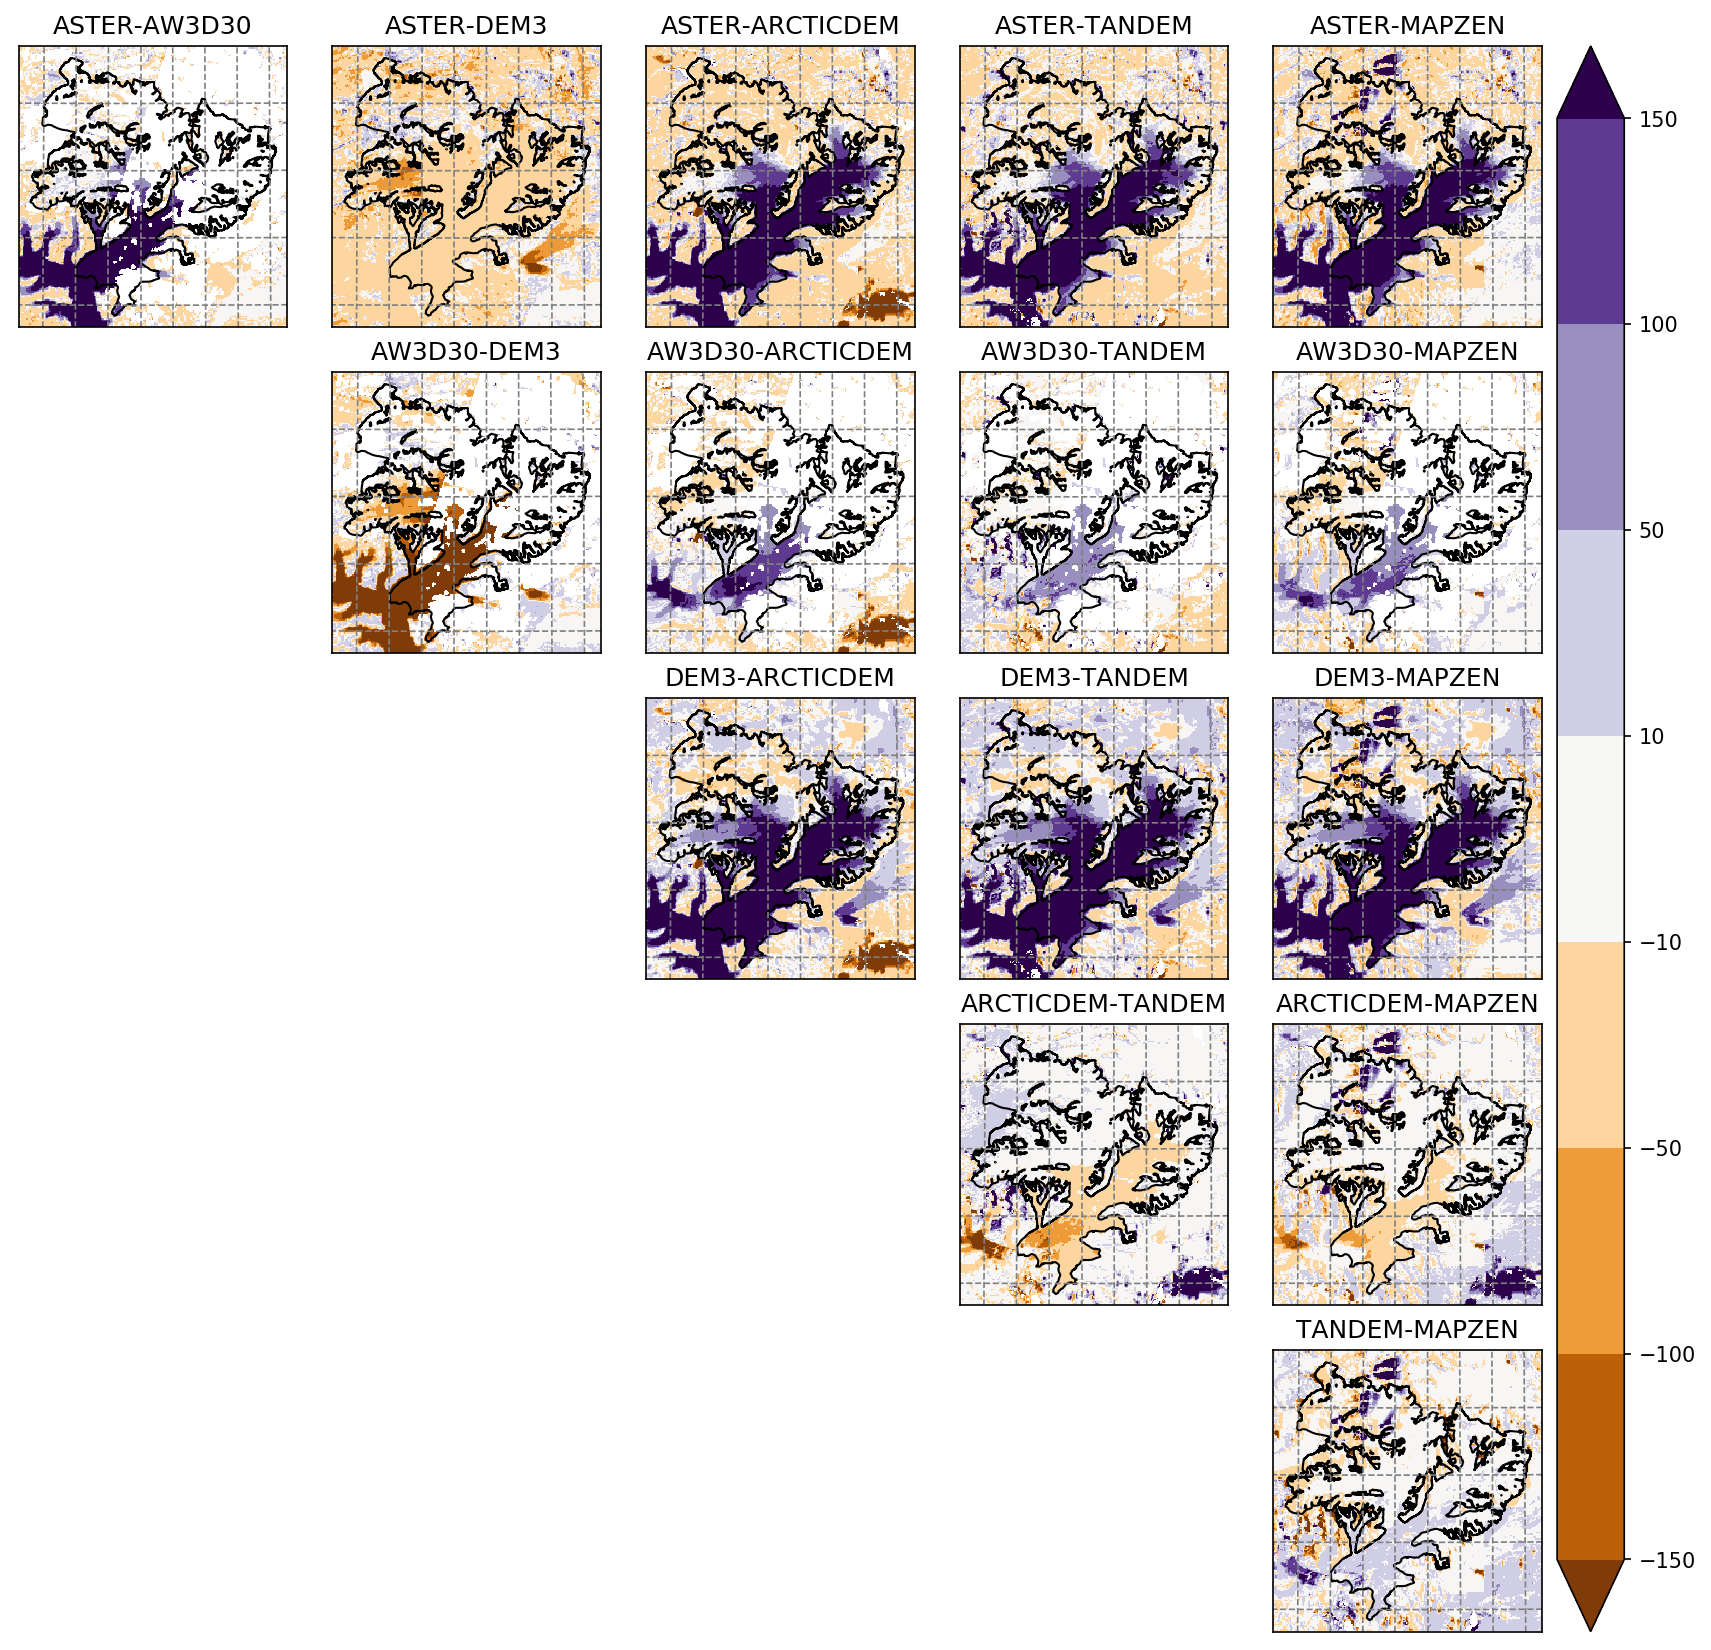 ASTER-AW3D30
ASTER-DEM3
ASTER-ARCTICDEM
ASTER-TANDEM
ASTER-MAPZEN
AW3D30-DEM3
AW3D30-ARCTICDEM
AW3D30-TANDEM
AW3D30-MAPZEN
DEM3-ARCTICDEM
DEM3-TANDEM
DEM3-MAPZEN
ARCTICDEM-TANDEM
ARCTICDEM-MAPZEN
TANDEM-MAPZEN
150
100
50
10
−10
−50
−100
−150